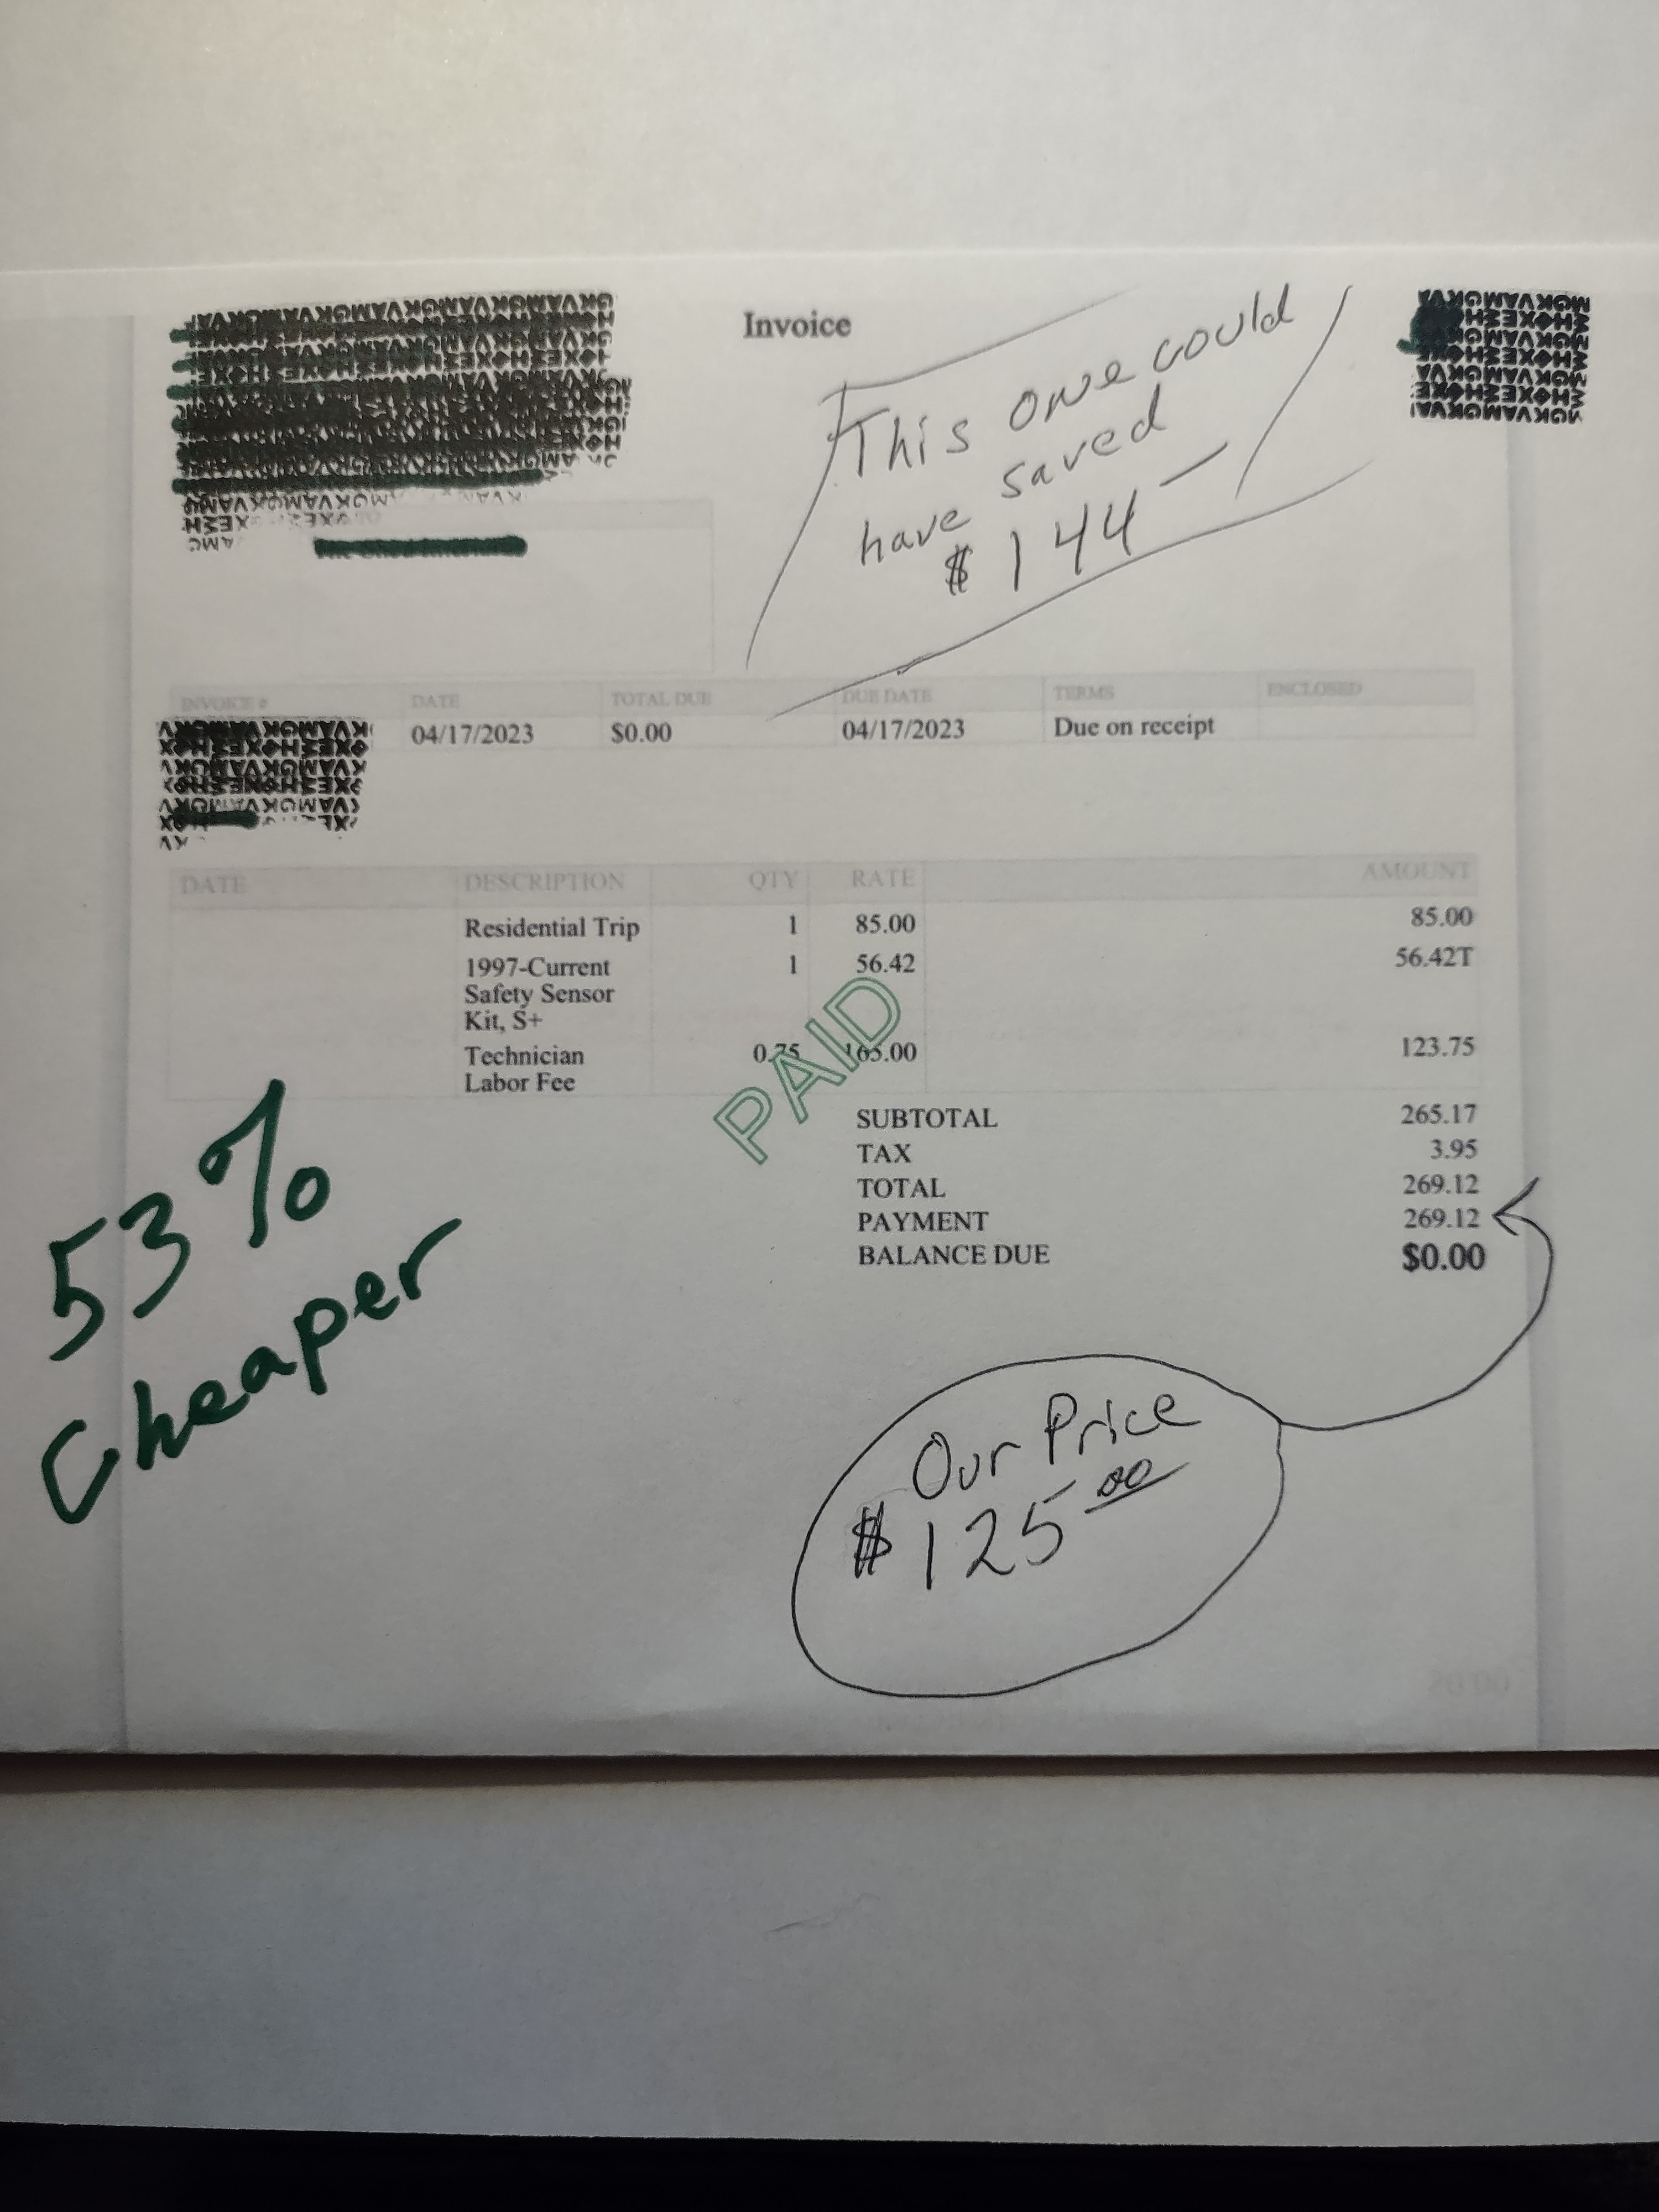 Invoice
This one could
have saved
$144
INVOICE # DATE TOTAL DUE DUE DATE TERMS ENCLOSED
04/17/2023 $0.00 04/17/2023 Due on receipt
DATE DESCRIPTION QTY RATE AMOUNT
Residential Trip 1 85.00 85.00
1997-Current 1 56.42 56.42T
Safety Sensor
Kit, S+
Technician 0.75 165.00 123.75
Labor Fee
PAID
SUBTOTAL 265.17
TAX 3.95
TOTAL 269.12
PAYMENT 269.12
BALANCE DUE $0.00
53%
Cheaper
Our Price
$125.00